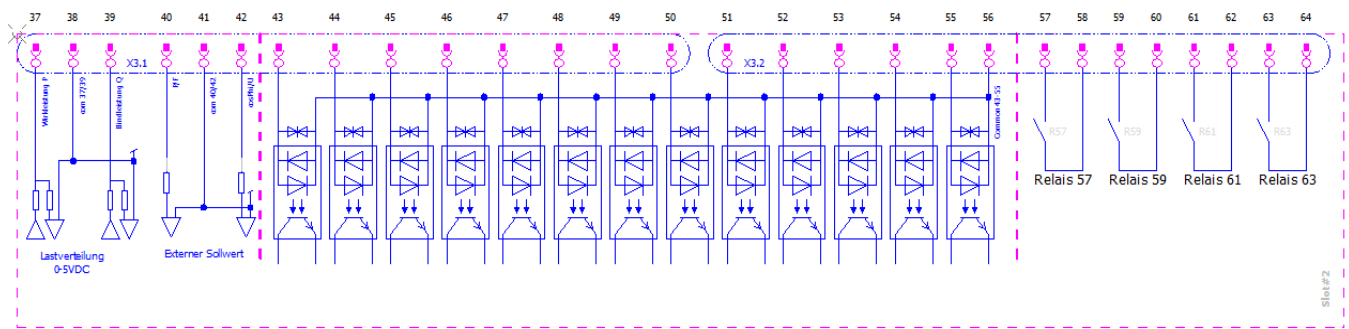 37 38 39 40 41 42 43 44 45 46 47 48 49 50 51 52 53 54 55 56 57 58 59 60 61 62 63 64
X3.1 X3.2
Wirkleistung P
com 37/39
Blindleistung Q
P/F
com 40/42
cosPhi/U
Common 43-55
R57 R59 R61 R63
Relais 57 Relais 59 Relais 61 Relais 63
Lastverteilung
0-5VDC
Externer Sollwert
Slot#2